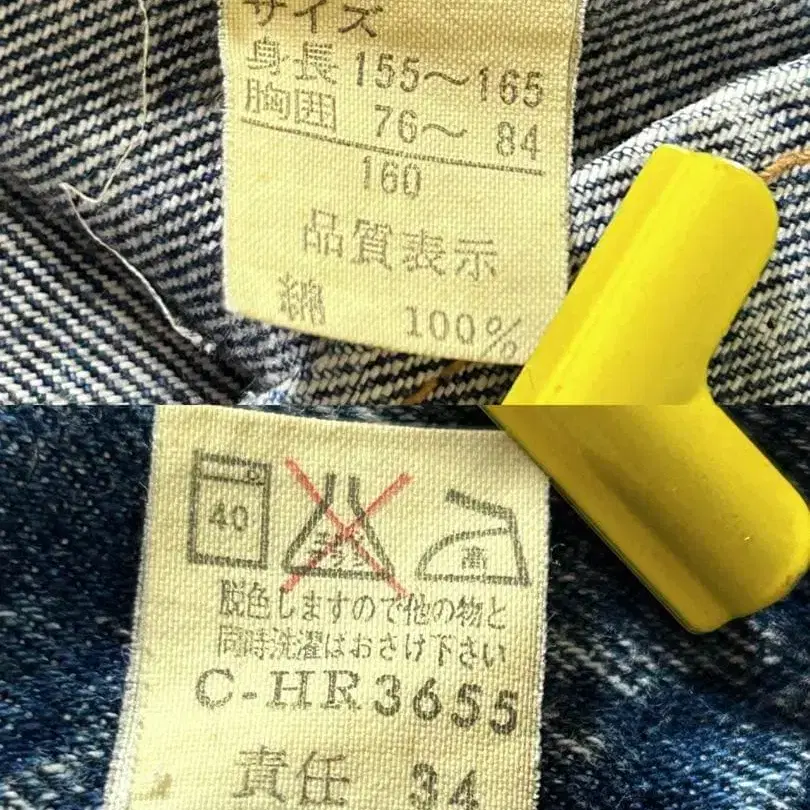 サイズ
身長 155～165
胸囲 76～ 84
160
品質表示
綿 100%
40
高
脱色しますので他の物と
同時洗濯はおさけ下さい
C-HR3655
責任 34